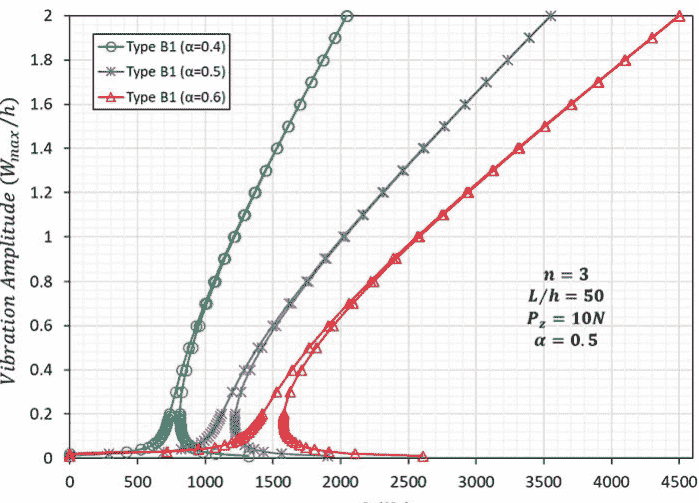 2
1.8
1.6
1.4
1.2
1
0.8
0.6
0.4
0.2
0
Vibration Amplitude (W_max/h)
Type B1 (α=0.4)
Type B1 (α=0.5)
Type B1 (α=0.6)
n = 3
L/h = 50
P_z = 10N
α = 0.5
0 500 1000 1500 2000 2500 3000 3500 4000 4500